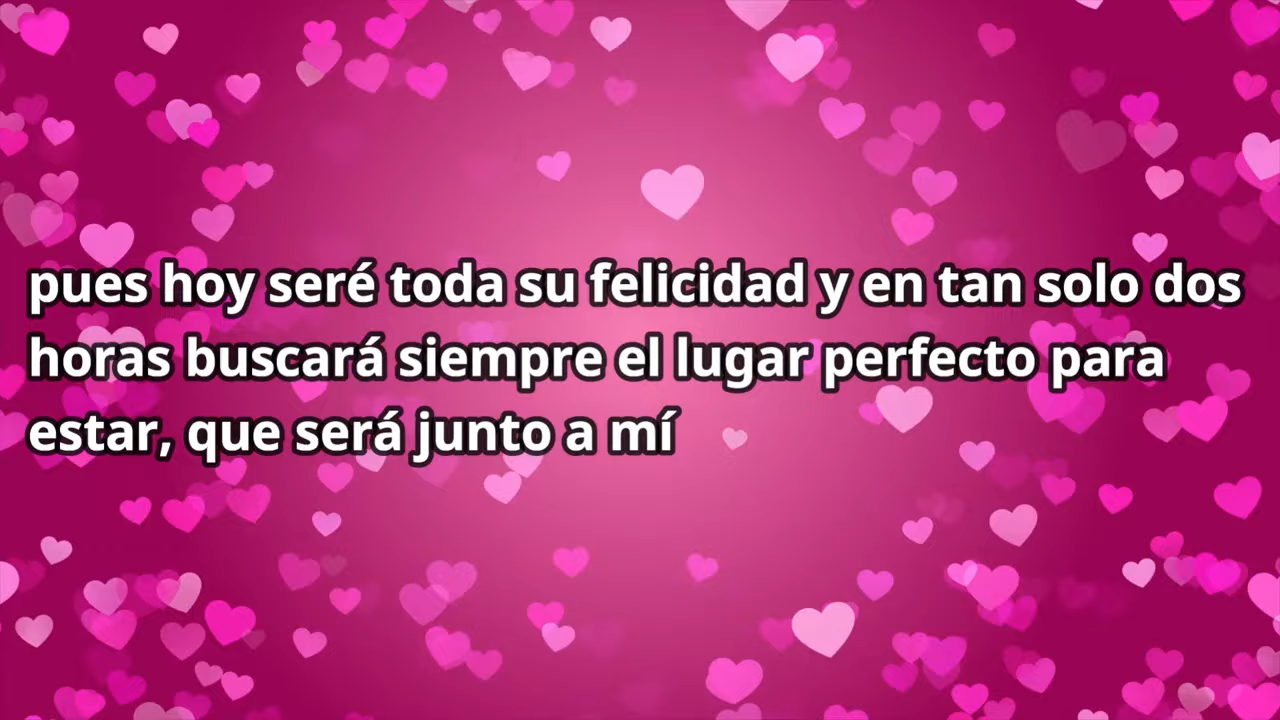 pues hoy seré toda su felicidad y en tan solo dos
horas buscará siempre el lugar perfecto para
estar, que será junto a mí